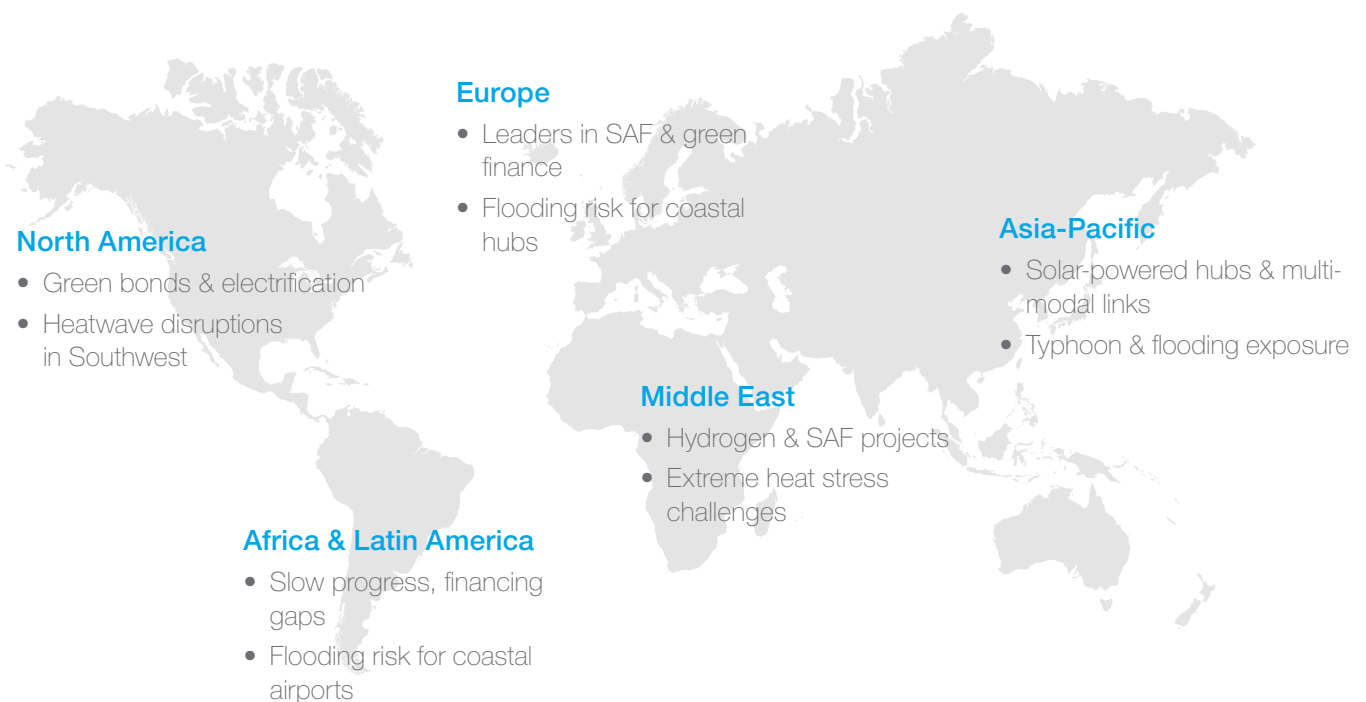 Europe
• Leaders in SAF & green
finance
• Flooding risk for coastal
hubs
North America
• Green bonds & electrification
• Heatwave disruptions
in Southwest
Asia-Pacific
• Solar-powered hubs & multi-
modal links
• Typhoon & flooding exposure
Middle East
• Hydrogen & SAF projects
• Extreme heat stress
challenges
Africa & Latin America
• Slow progress, financing
gaps
• Flooding risk for coastal
airports